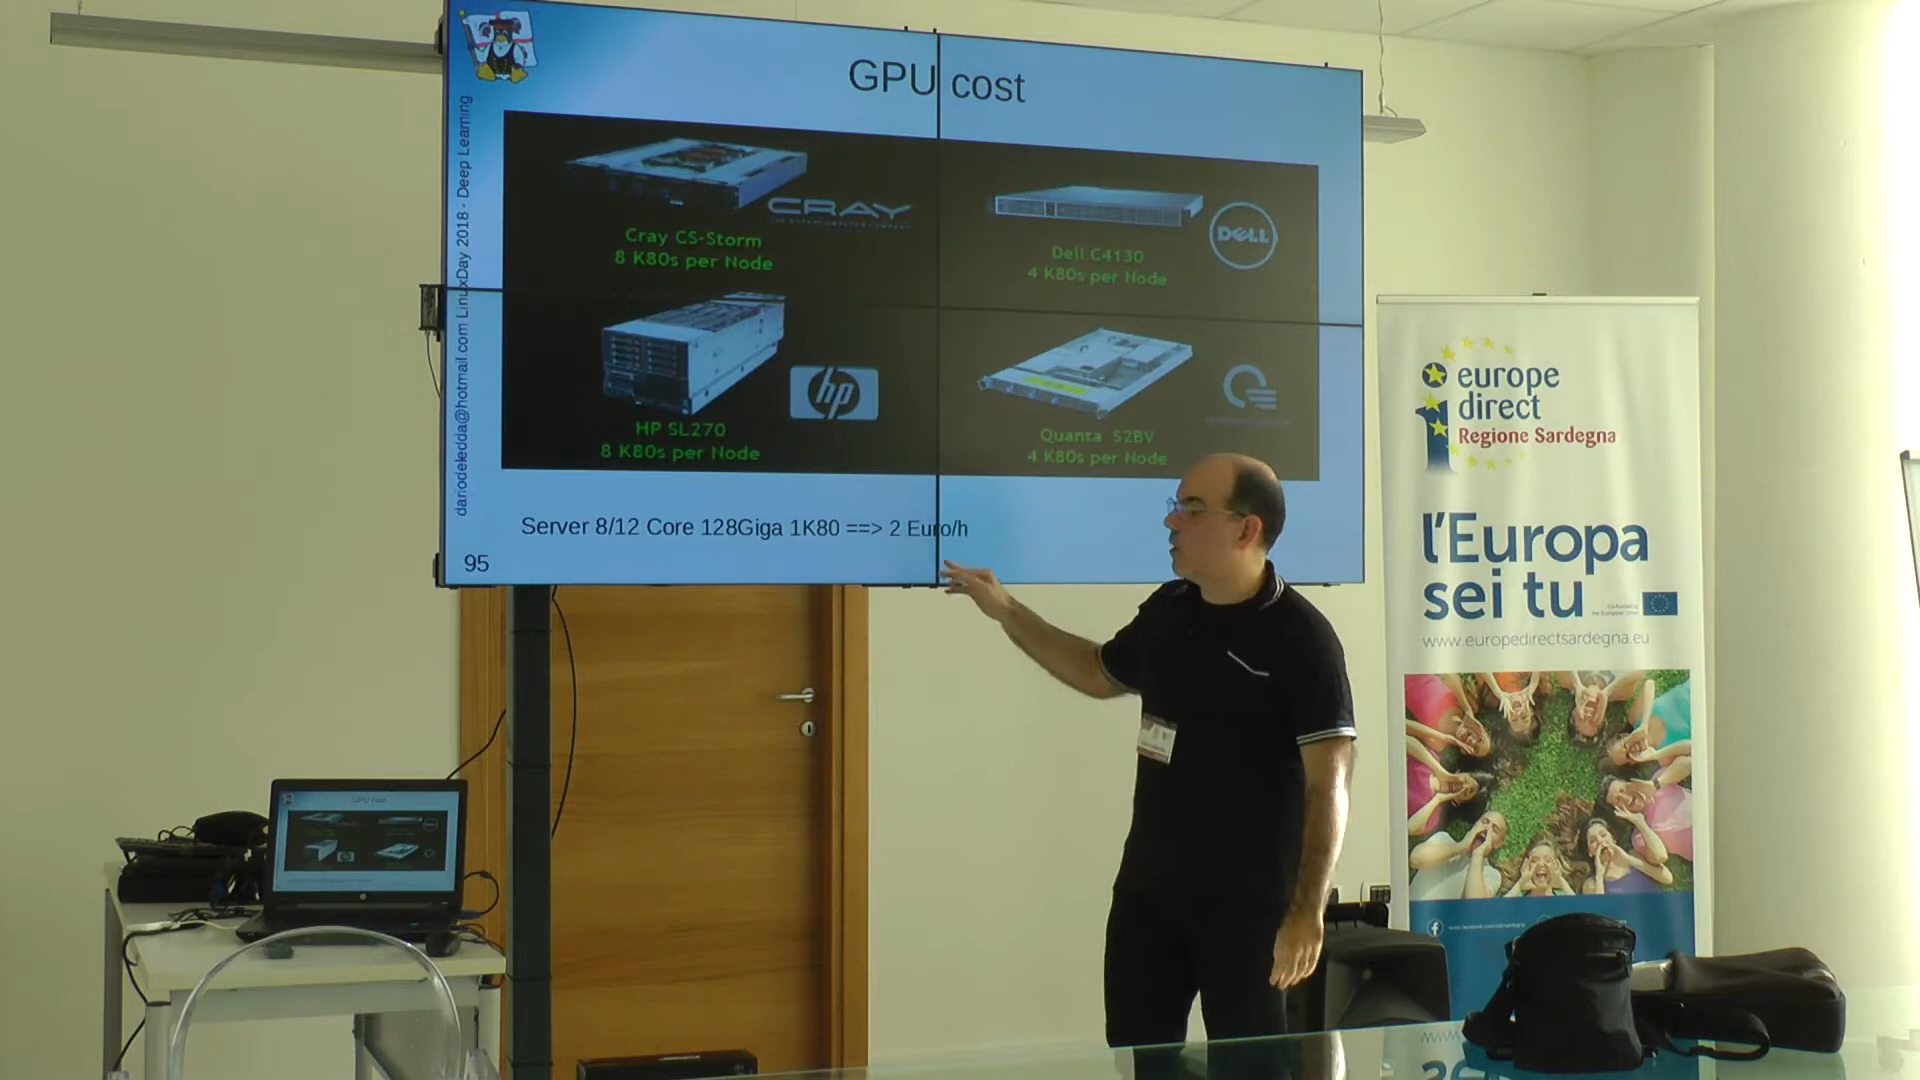 GPU cost
dariodeledda@hotmail.com LinuxDay 2018 - Deep Learning
CRAY
Cray CS-Storm
8 K80s per Node
DELL
Dell C4130
4 K80s per Node
hp
HP SL270
8 K80s per Node
Quanta S2BV
4 K80s per Node
Server 8/12 Core 128Giga 1K80 ==> 2 Euro/h
95
europe
direct
Regione Sardegna
l'Europa
sei tu
www.europedirectsardegna.eu
GPU cost